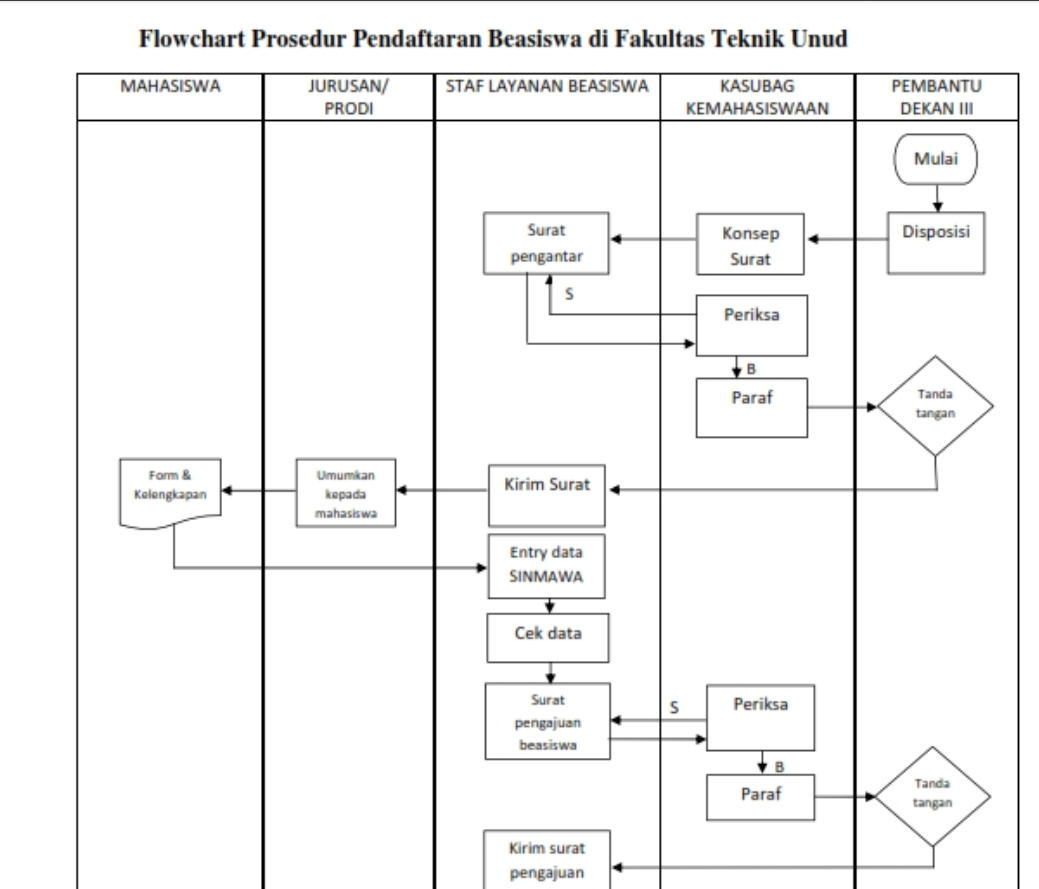 Flowchart Prosedur Pendaftaran Beasiswa di Fakultas Teknik Unud
MAHASISWA
JURUSAN/
PRODI
STAF LAYANAN BEASISWA
KASUBAG
KEMAHASISWAAN
PEMBANTU
DEKAN III
Mulai
Disposisi
Konsep
Surat
Surat
pengantar
S
Periksa
B
Paraf
Tanda
tangan
Kirim Surat
Umumkan
kepada
mahasiswa
Form &
Kelengkapan
Entry data
SINMAWA
Cek data
Surat
pengajuan
beasiswa
S
Periksa
B
Paraf
Tanda
tangan
Kirim surat
pengajuan